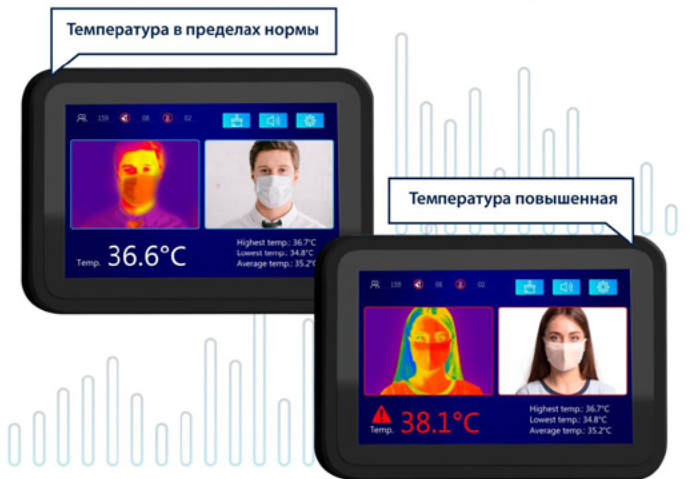 Температура в пределах нормы
159 08 02
Temp. 36.6°C
Highest temp.: 36.7°C
Lowest temp.: 34.8°C
Average temp.: 35.2°C
Температура повышенная
159 08 02
Temp. 38.1°C
Highest temp.: 36.7°C
Lowest temp.: 34.8°C
Average temp.: 35.2°C